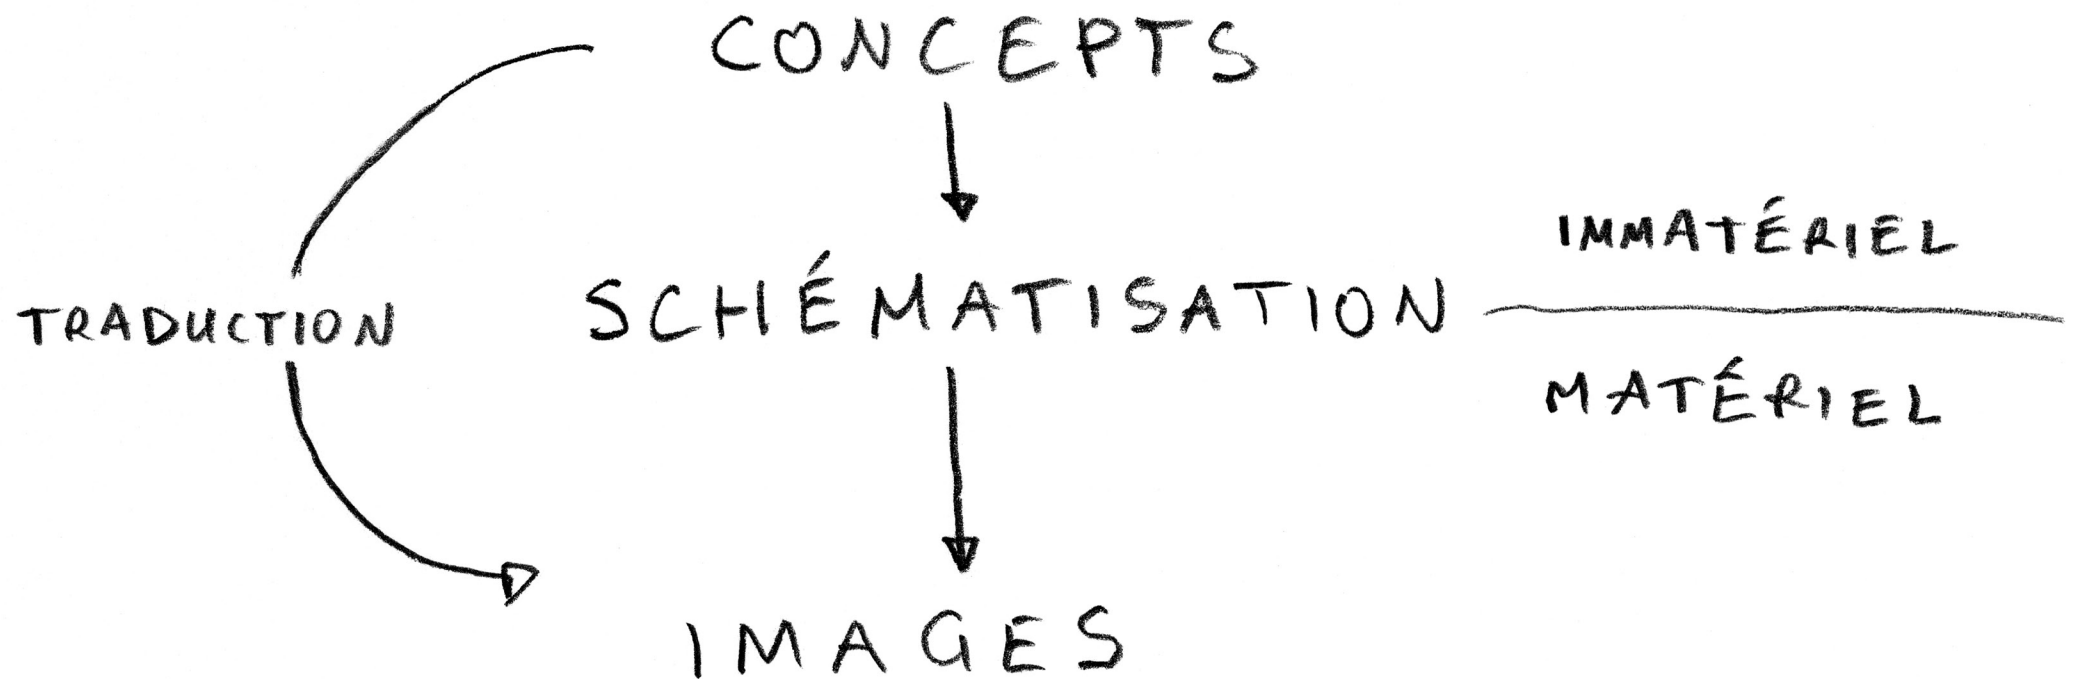 CONCEPTS
IMMATÉRIEL
TRADUCTION
SCHÉMATISATION
MATÉRIEL
IMAGES